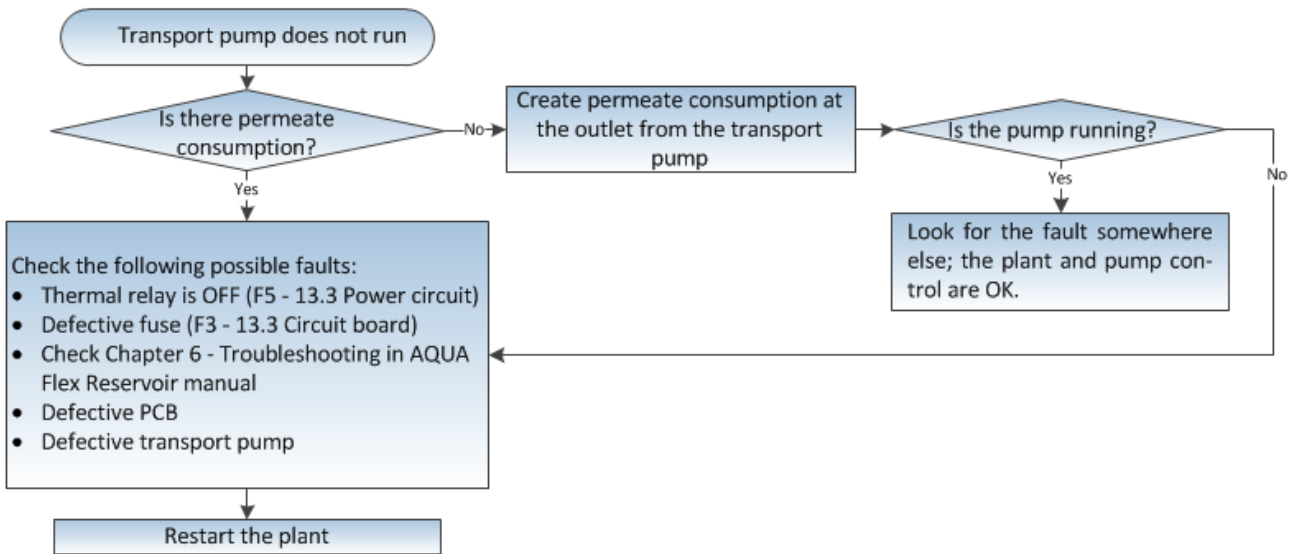 Transport pump does not run
Is there permeate
consumption?
No
Create permeate consumption at
the outlet from the transport
pump
Is the pump running?
No
Yes
Yes
Look for the fault somewhere
else; the plant and pump con-
trol are OK.
Check the following possible faults:
• Thermal relay is OFF (F5 - 13.3 Power circuit)
• Defective fuse (F3 - 13.3 Circuit board)
• Check Chapter 6 - Troubleshooting in AQUA
Flex Reservoir manual
• Defective PCB
• Defective transport pump
Restart the plant